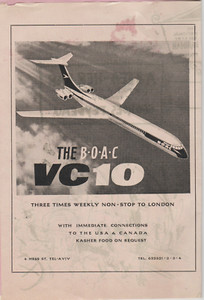 THE B·O·A·C
VC10
THREE TIMES WEEKLY NON-STOP TO LONDON
WITH IMMEDIATE CONNECTIONS
TO THE USA & CANADA
KASHER FOOD ON REQUEST
TEL-AVIV
TEL.